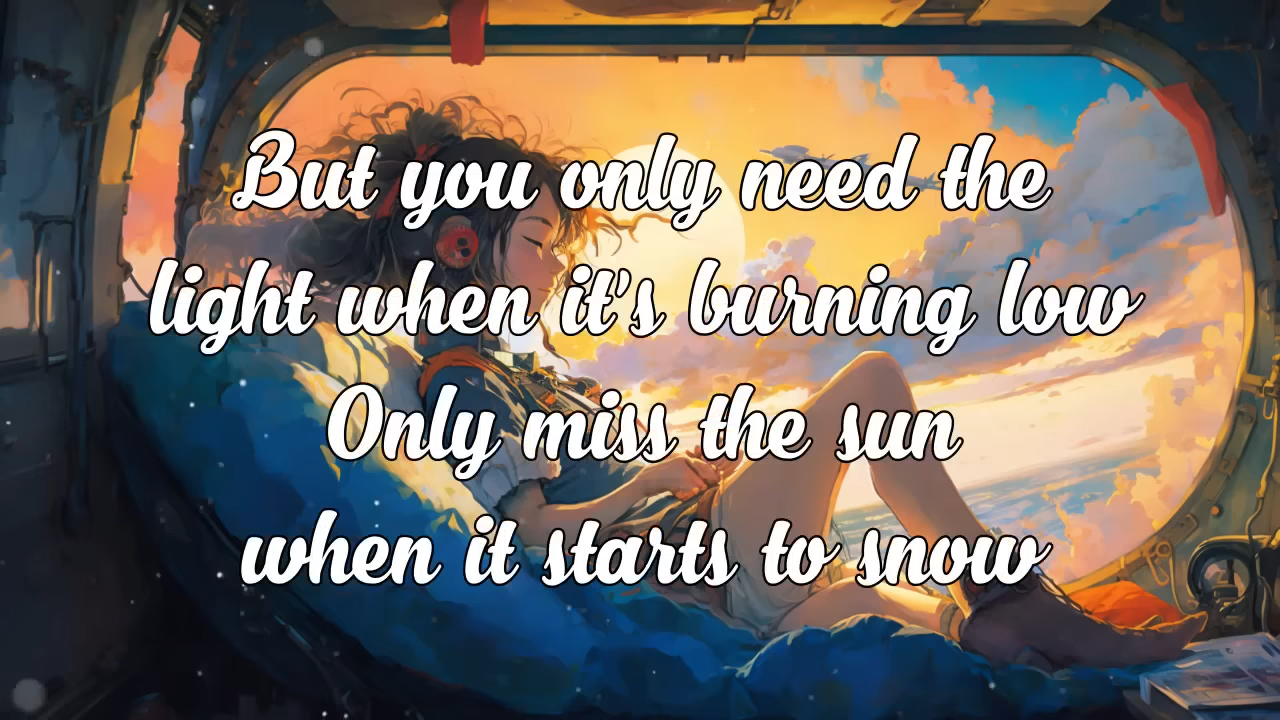 But you only need the
light when it's burning low
Only miss the sun
when it starts to snow